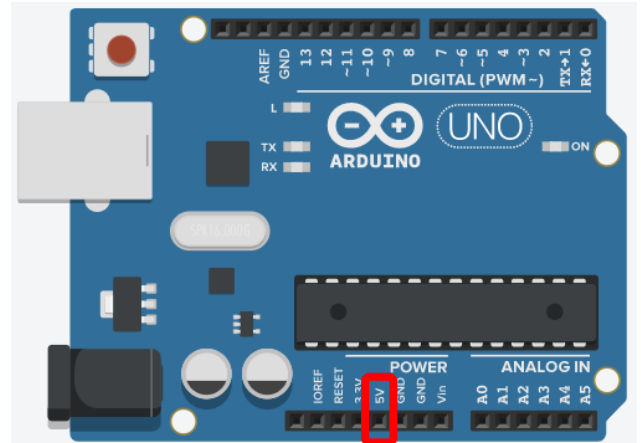 AREF
GND
13
12
~11
~10
~9
8
7
~6
~5
4
~3
2
TX→1
RX←0
DIGITAL (PWM~)
L
TX
RX
ARDUINO
UNO
ON
POWER
ANALOG IN
IOREF
RESET
3.3V
5V
GND
GND
Vin
A0
A1
A2
A3
A4
A5